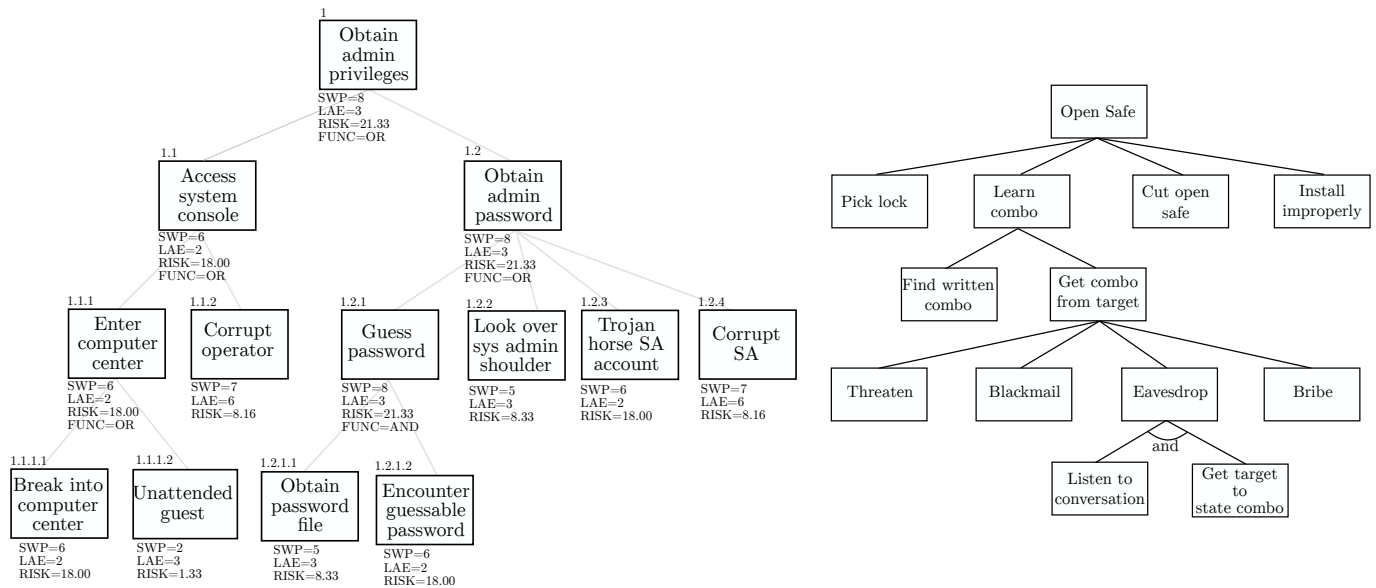 1
Obtain
admin
privileges
SWP=8
LAE=3
RISK=21.33
FUNC=OR
1.1
Access
system
console
SWP=6
LAE=2
RISK=18.00
FUNC=OR
1.2
Obtain
admin
password
SWP=8
LAE=3
RISK=21.33
FUNC=OR
1.1.1
Enter
computer
center
SWP=6
LAE=2
RISK=18.00
FUNC=OR
1.1.2
Corrupt
operator
SWP=7
LAE=6
RISK=8.16
1.2.1
Guess
password
SWP=8
LAE=3
RISK=21.33
FUNC=AND
1.2.2
Look over
sys admin
shoulder
SWP=5
LAE=3
RISK=8.33
1.2.3
Trojan
horse SA
account
SWP=6
LAE=2
RISK=18.00
1.2.4
Corrupt
SA
SWP=7
LAE=6
RISK=8.16
1.1.1.1
Break into
computer
center
SWP=6
LAE=2
RISK=18.00
1.1.1.2
Unattended
guest
SWP=2
LAE=3
RISK=1.33
1.2.1.1
Obtain
password
file
SWP=5
LAE=3
RISK=8.33
1.2.1.2
Encounter
guessable
password
SWP=6
LAE=2
RISK=18.00
Open Safe
Pick lock
Learn
combo
Cut open
safe
Install
improperly
Find written
combo
Get combo
from target
Threaten
Blackmail
Eavesdrop
Bribe
and
Listen to
conversation
Get target
to
state combo